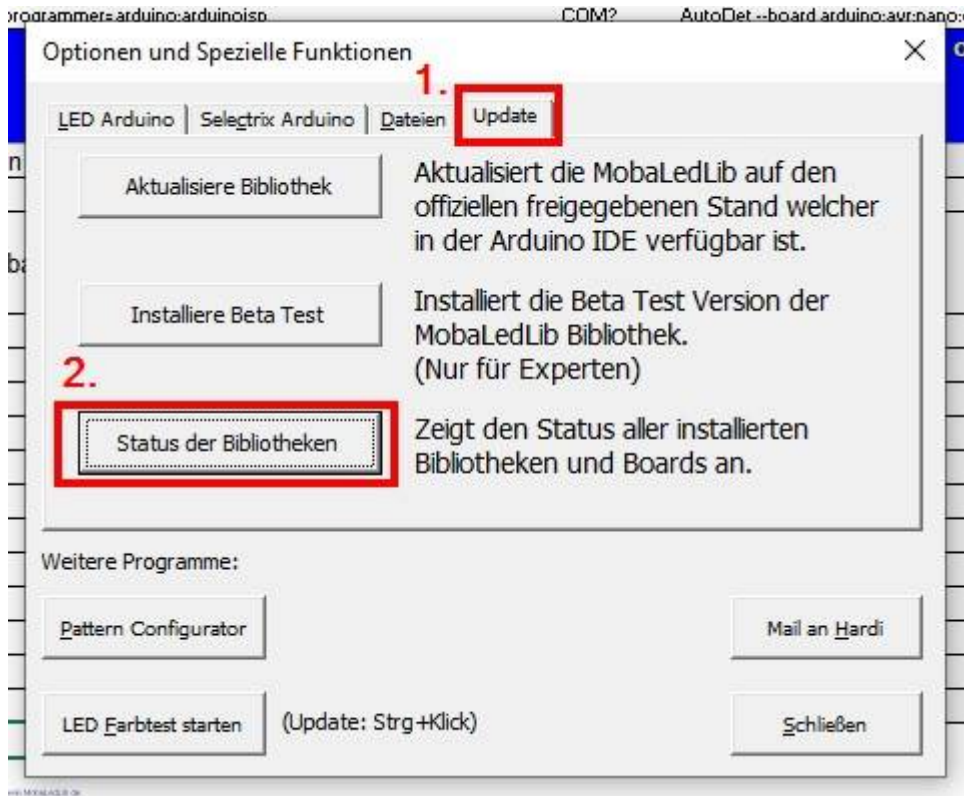 programmer=arduino:arduinoisp COM? AutoDet --board arduino:avr:nano:
Optionen und Spezielle Funktionen
1.
LED Arduino Selectrix Arduino Dateien Update
Aktualisiere Bibliothek
Aktualisiert die MobaLedLib auf den
offiziellen freigegebenen Stand welcher
in der Arduino IDE verfügbar ist.
Installiere Beta Test
Installiert die Beta Test Version der
MobaLedLib Bibliothek.
(Nur für Experten)
2.
Status der Bibliotheken
Zeigt den Status aller installierten
Bibliotheken und Boards an.
Weitere Programme:
Pattern Configurator
Mail an Hardi
LED Farbtest starten
(Update: Strg+Klick)
Schließen